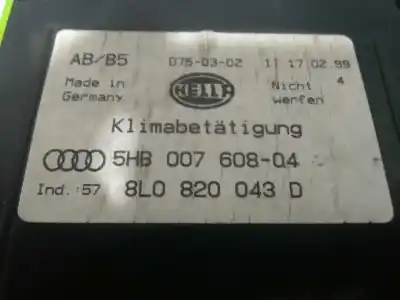 AB/B5 D75-03-02 1 17.02.99
Made in Germany HELLA Nicht werfen 4
Klimabetätigung
5HB 007 608-04
Ind.:57 8L0 820 043 D